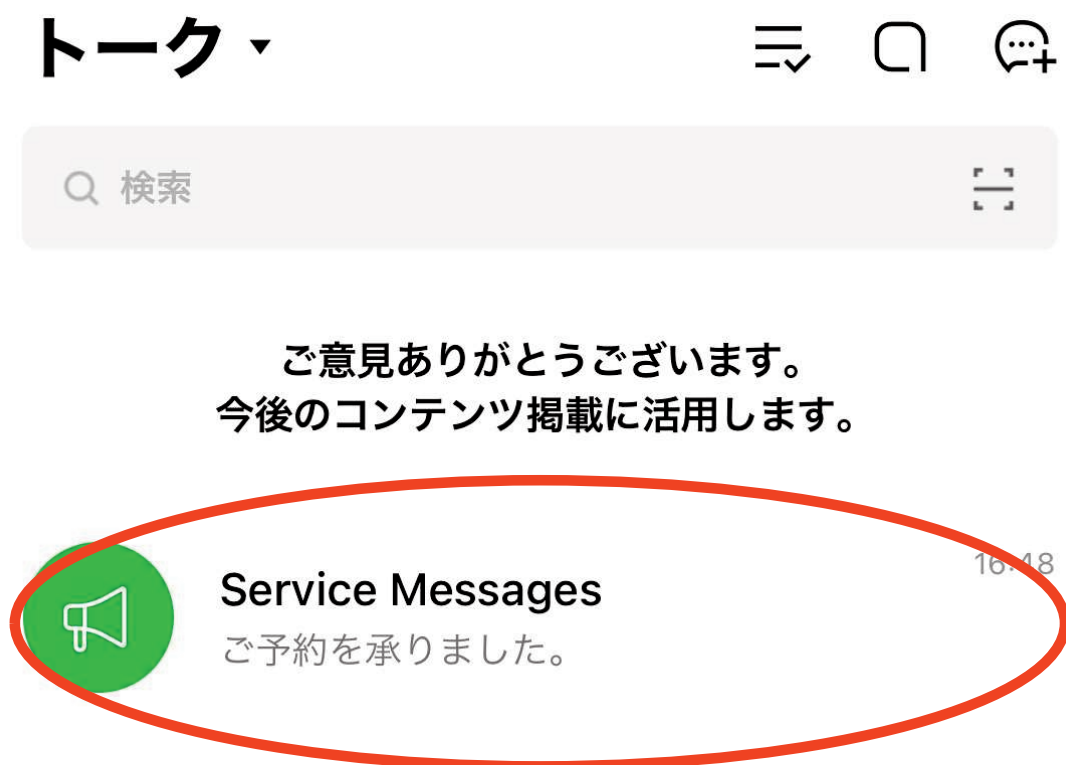 トーク
検索
ご意見ありがとうございます。
今後のコンテンツ掲載に活用します。
Service Messages
16:48
ご予約を承りました。